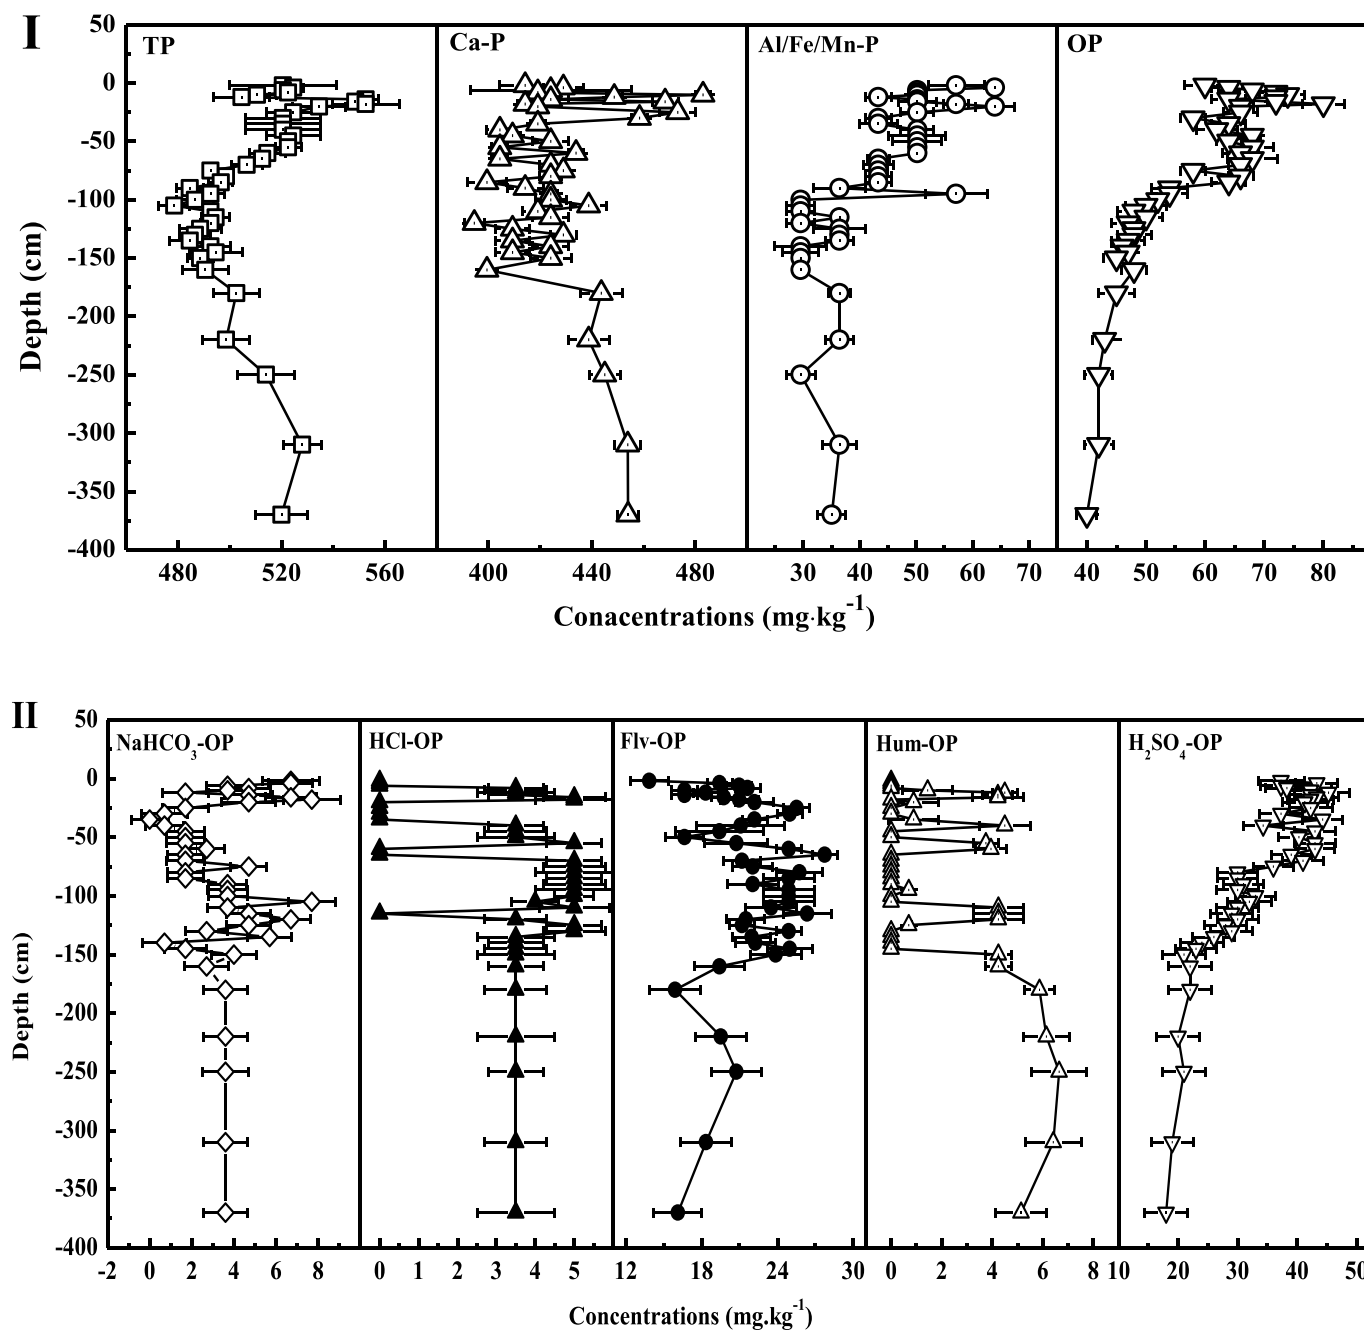 I
TP Ca-P Al/Fe/Mn-P OP
50
0
-50
-100
-150
-200
-250
-300
-350
-400
Depth (cm)
480 520 560 400 440 480 30 40 50 60 70 40 50 60 70 80
Conacentrations (mg·kg⁻¹)
II
NaHCO₃-OP HCl-OP Flv-OP Hum-OP H₂SO₄-OP
50
0
-50
-100
-150
-200
-250
-300
-350
-400
Depth (cm)
-2 0 2 4 6 8 0 1 2 3 4 5 12 18 24 30 0 2 4 6 8 10 20 30 40 50
Concentrations (mg.kg⁻¹)